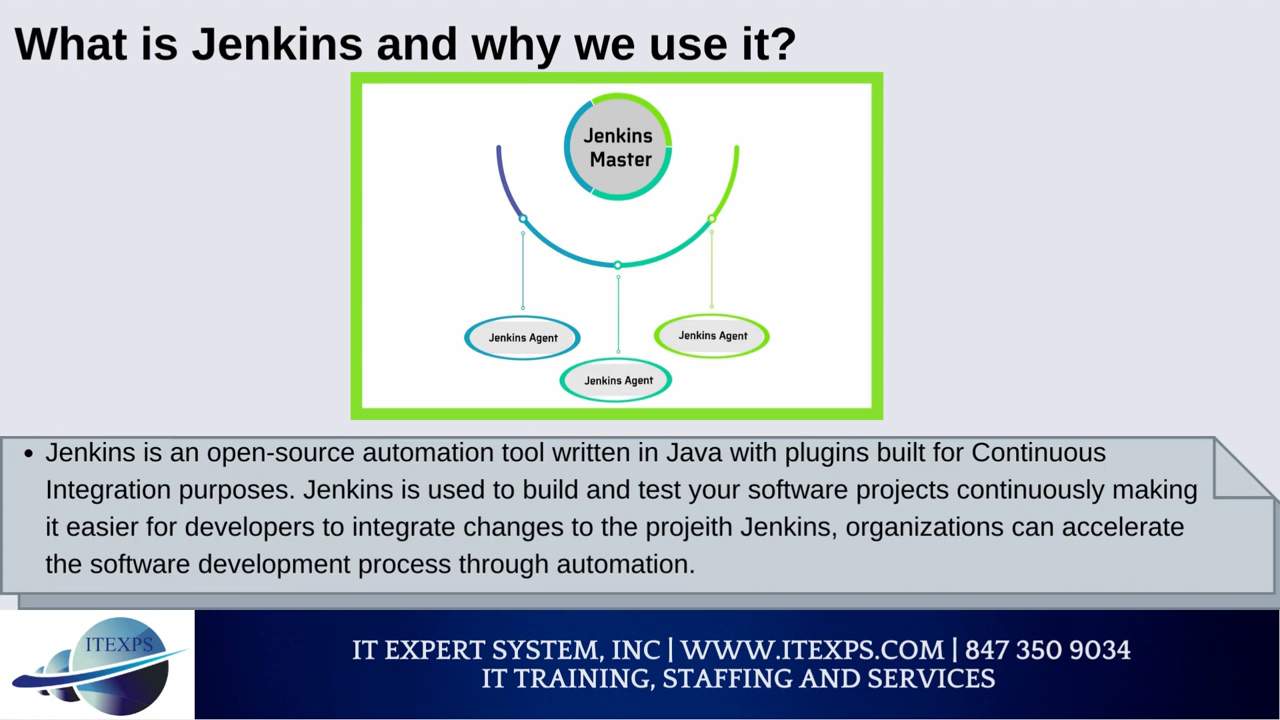 What is Jenkins and why we use it?
Jenkins
Master
Jenkins Agent
Jenkins Agent
Jenkins Agent
• Jenkins is an open-source automation tool written in Java with plugins built for Continuous
Integration purposes. Jenkins is used to build and test your software projects continuously making
it easier for developers to integrate changes to the projeith Jenkins, organizations can accelerate
the software development process through automation.
ITEXPS
IT EXPERT SYSTEM, INC | WWW.ITEXPS.COM | 847 350 9034
IT TRAINING, STAFFING AND SERVICES